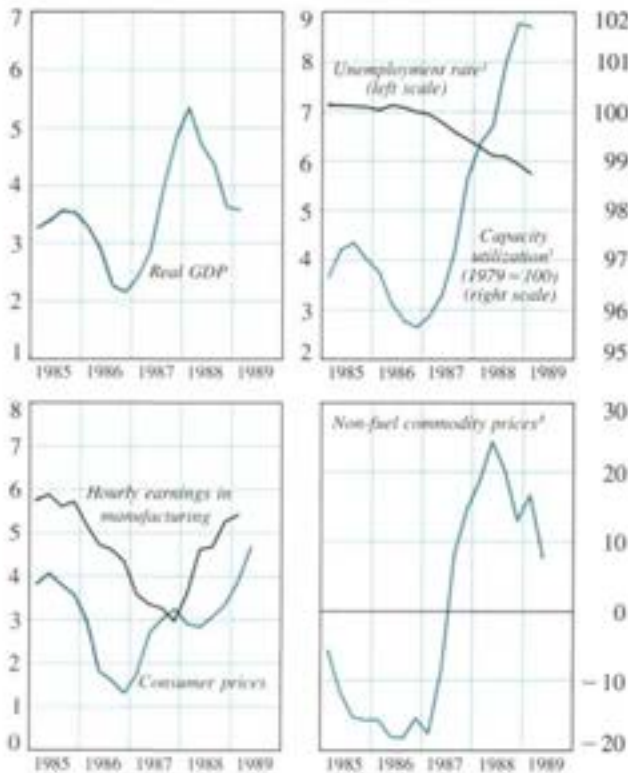 7
6
5
4
3
2
1
Real GDP
1985 1986 1987 1988 1989
9
8
7
6
5
4
3
2
Unemployment rate¹
(left scale)
Capacity
utilization¹
(1979 = 100)
(right scale)
102
101
100
99
98
97
96
95
1985 1986 1987 1988 1989
8
7
6
5
4
3
2
1
0
Hourly earnings in
manufacturing
Consumer prices
1985 1986 1987 1988 1989
Non-fuel commodity prices
30
20
10
0
−10
−20
1985 1986 1987 1988 1989